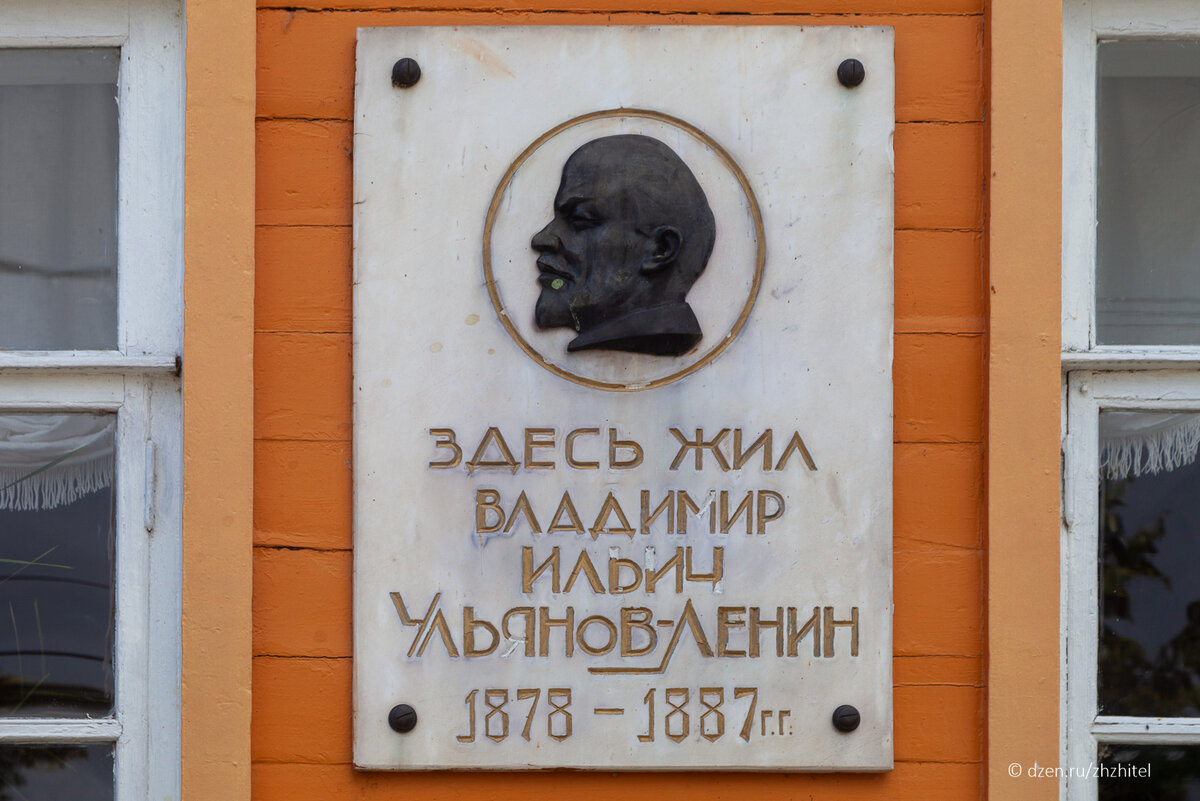 ЗДЕСЬ ЖИЛ
ВЛАДИМИР
ИЛЬИЧ
УЛЬЯНОВ-ЛЕНИН
1878 - 1887 г.г.
© dzen.ru/zhzhitel